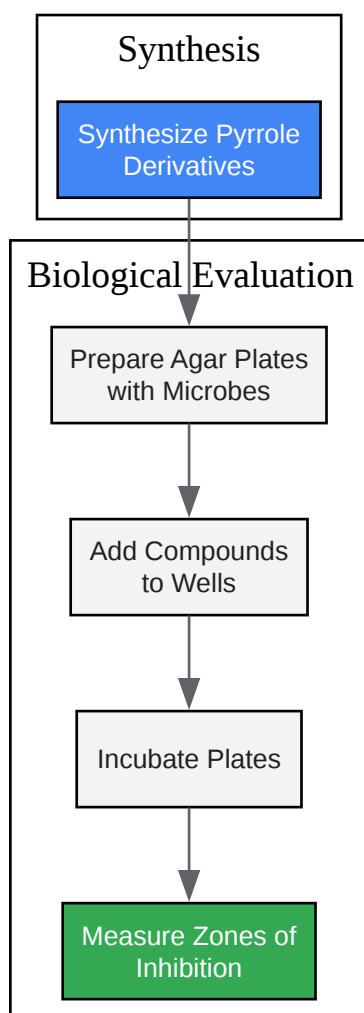 Synthesis
Synthesize Pyrrole
Derivatives
Biological Evaluation
Prepare Agar Plates
with Microbes
Add Compounds
to Wells
Incubate Plates
Measure Zones of
Inhibition